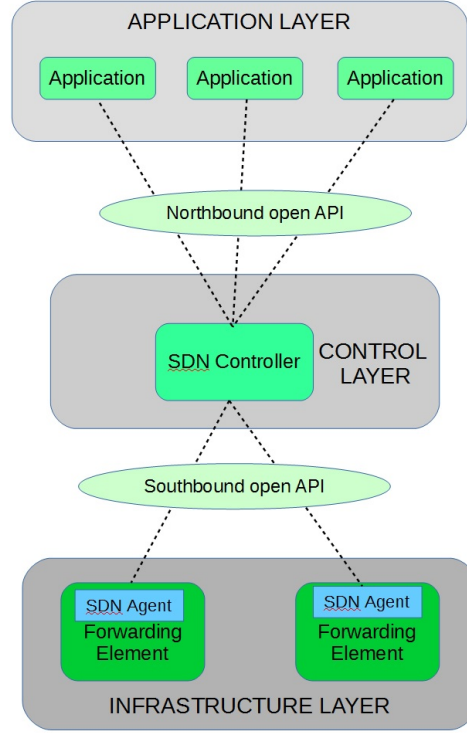 APPLICATION LAYER
Application Application Application
Northbound open API
SDN Controller
CONTROL
LAYER
Southbound open API
SDN Agent SDN Agent
Forwarding Forwarding
Element Element
INFRASTRUCTURE LAYER